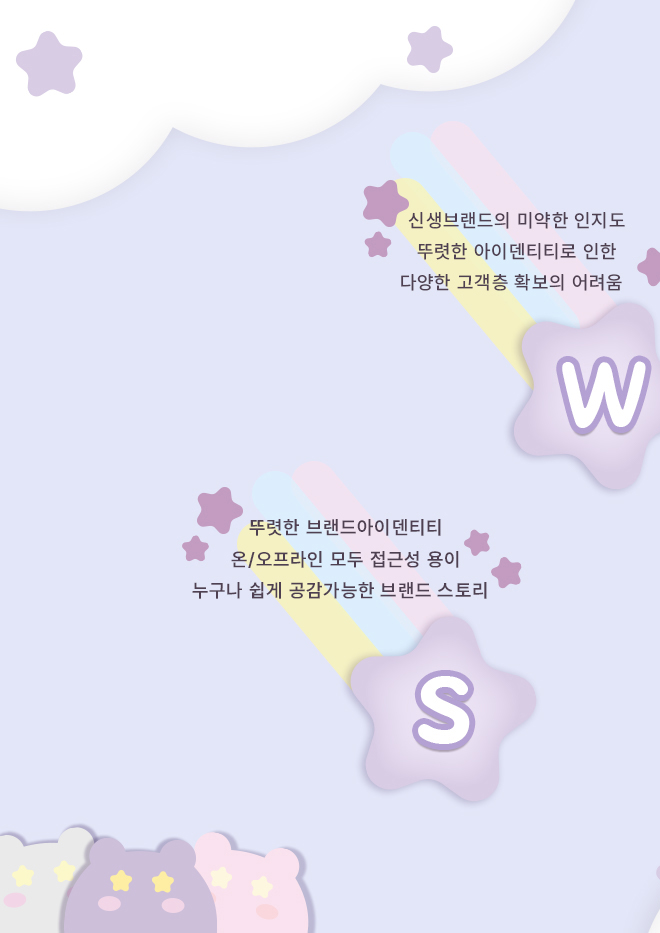 신생브랜드의 미약한 인지도
뚜렷한 아이덴티티로 인한
다양한 고객층 확보의 어려움
W
뚜렷한 브랜드아이덴티티
온/오프라인 모두 접근성 용이
누구나 쉽게 공감가능한 브랜드 스토리
S